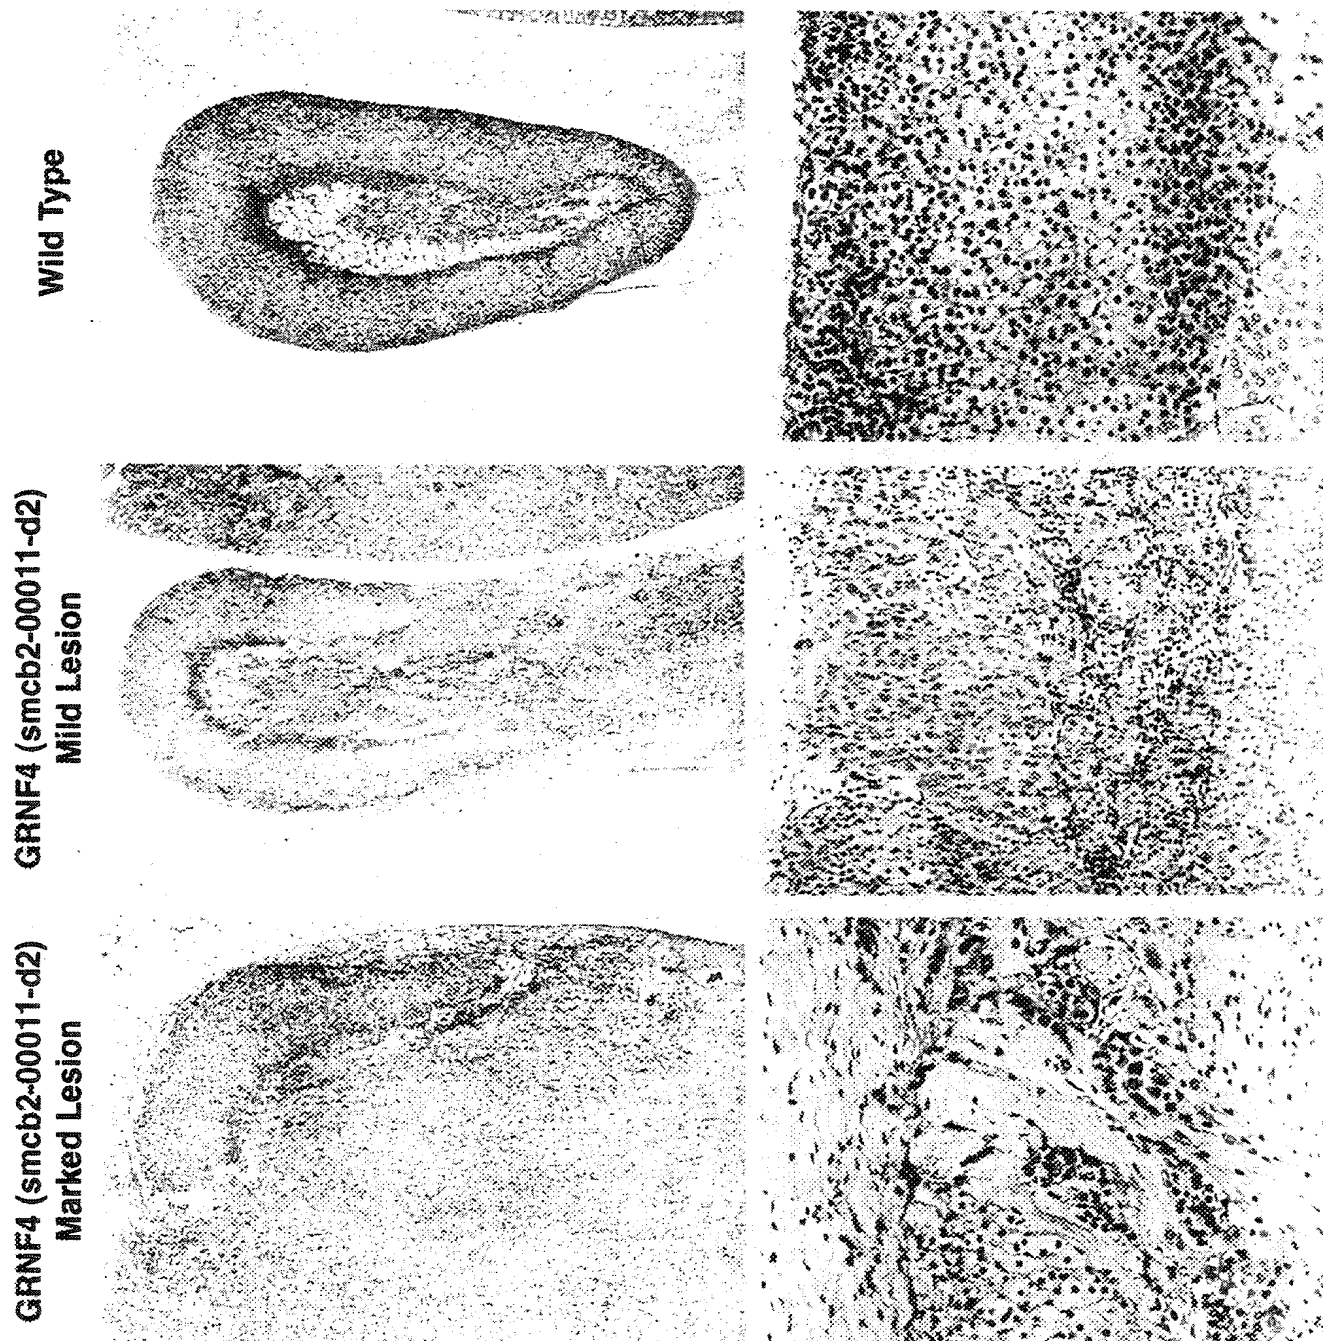 Wild Type
GRNF4 (smcb2-00011-d2)
Mild Lesion
GRNF4 (smcb2-00011-d2)
Marked Lesion